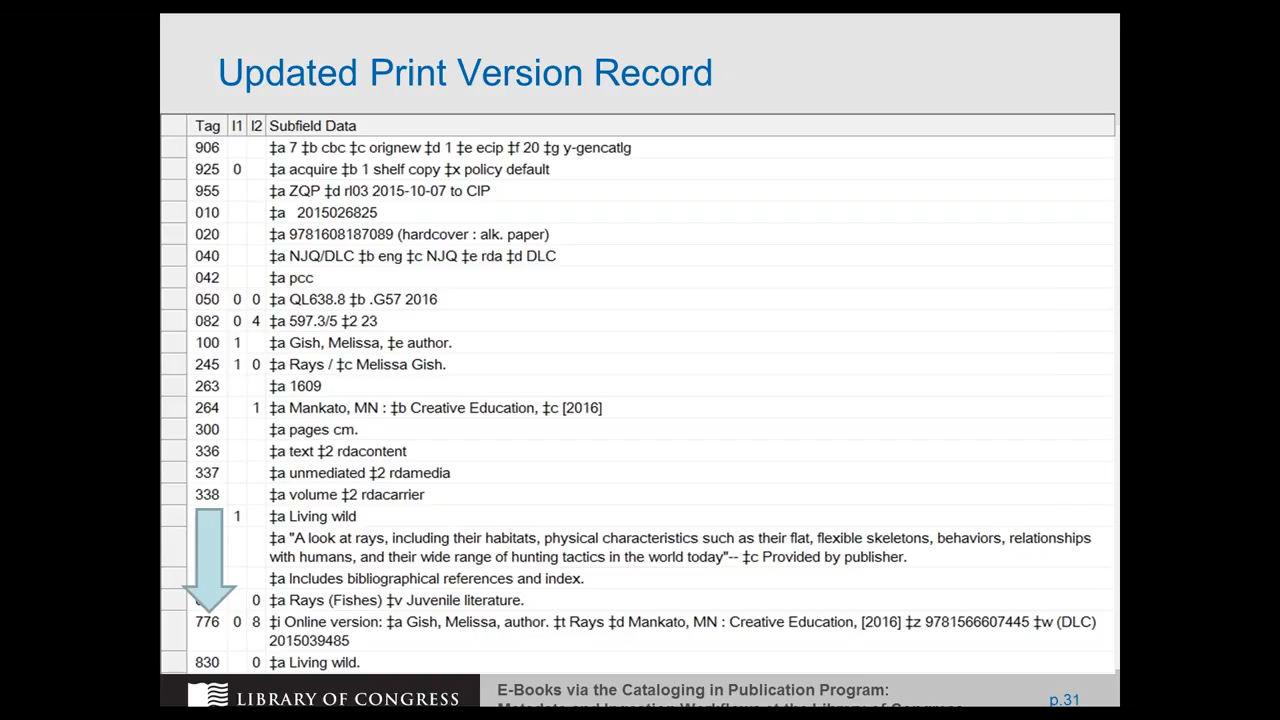 Updated Print Version Record
Tag I1 I2 Subfield Data
906 ‡a 7 ‡b cbc ‡c orignew ‡d 1 ‡e ecip ‡f 20 ‡g y-gencatlg
925 0 ‡a acquire ‡b 1 shelf copy ‡x policy default
955 ‡a ZQP ‡d rl03 2015-10-07 to CIP
010 ‡a 2015026825
020 ‡a 9781608187089 (hardcover : alk. paper)
040 ‡a NJQ/DLC ‡b eng ‡c NJQ ‡e rda ‡d DLC
042 ‡a pcc
050 0 0 ‡a QL638.8 ‡b .G57 2016
082 0 4 ‡a 597.3/5 ‡2 23
100 1 ‡a Gish, Melissa, ‡e author.
245 1 0 ‡a Rays / ‡c Melissa Gish.
263 ‡a 1609
264 1 ‡a Mankato, MN : ‡b Creative Education, ‡c [2016]
300 ‡a pages cm.
336 ‡a text ‡2 rdacontent
337 ‡a unmediated ‡2 rdamedia
338 ‡a volume ‡2 rdacarrier
1 ‡a Living wild
‡a "A look at rays, including their habitats, physical characteristics such as their flat, flexible skeletons, behaviors, relationships
with humans, and their wide range of hunting tactics in the world today"-- ‡c Provided by publisher.
‡a Includes bibliographical references and index.
0 ‡a Rays (Fishes) ‡v Juvenile literature.
776 0 8 ‡i Online version: ‡a Gish, Melissa, author. ‡t Rays ‡d Mankato, MN : Creative Education, [2016] ‡z 9781566607445 ‡w (DLC)
2015039485
830 0 ‡a Living wild.
LIBRARY OF CONGRESS
E-Books via the Cataloging in Publication Program:
Metadata and Ingestion Workflows at the Library of Congress
p.31